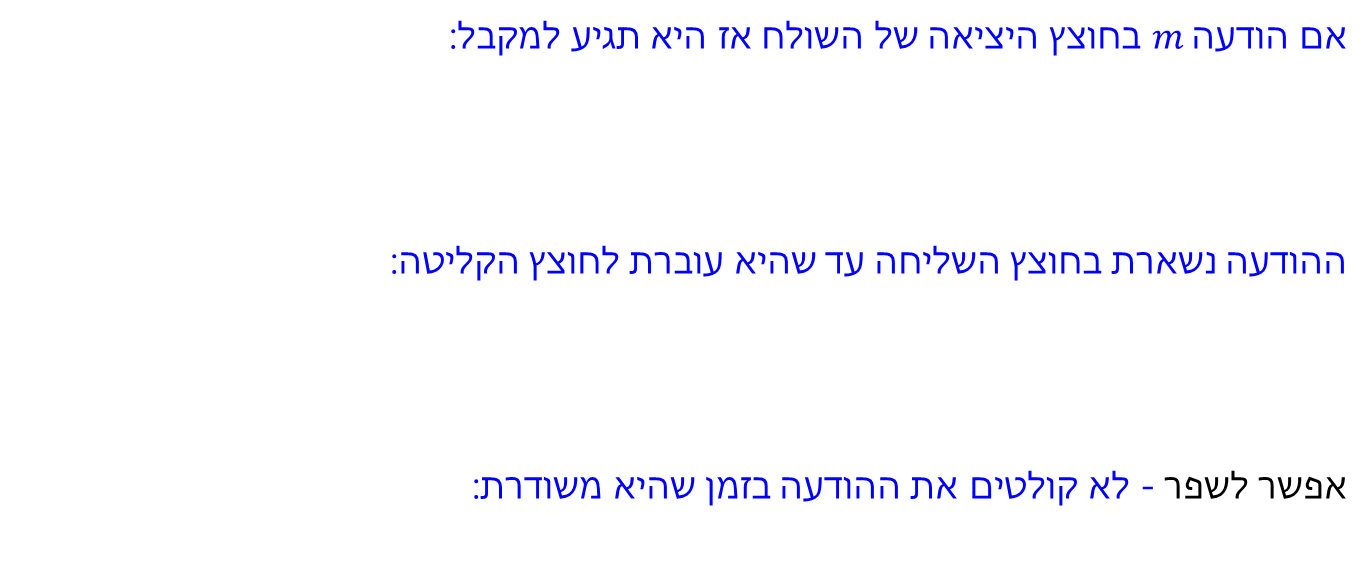 אם הודעה m בחוצץ היציאה של השולח אז היא תגיע למקבל:
ההודעה נשארת בחוצץ השליחה עד שהיא עוברת לחוצץ הקליטה:
אפשר לשפר - לא קולטים את ההודעה בזמן שהיא משודרת: